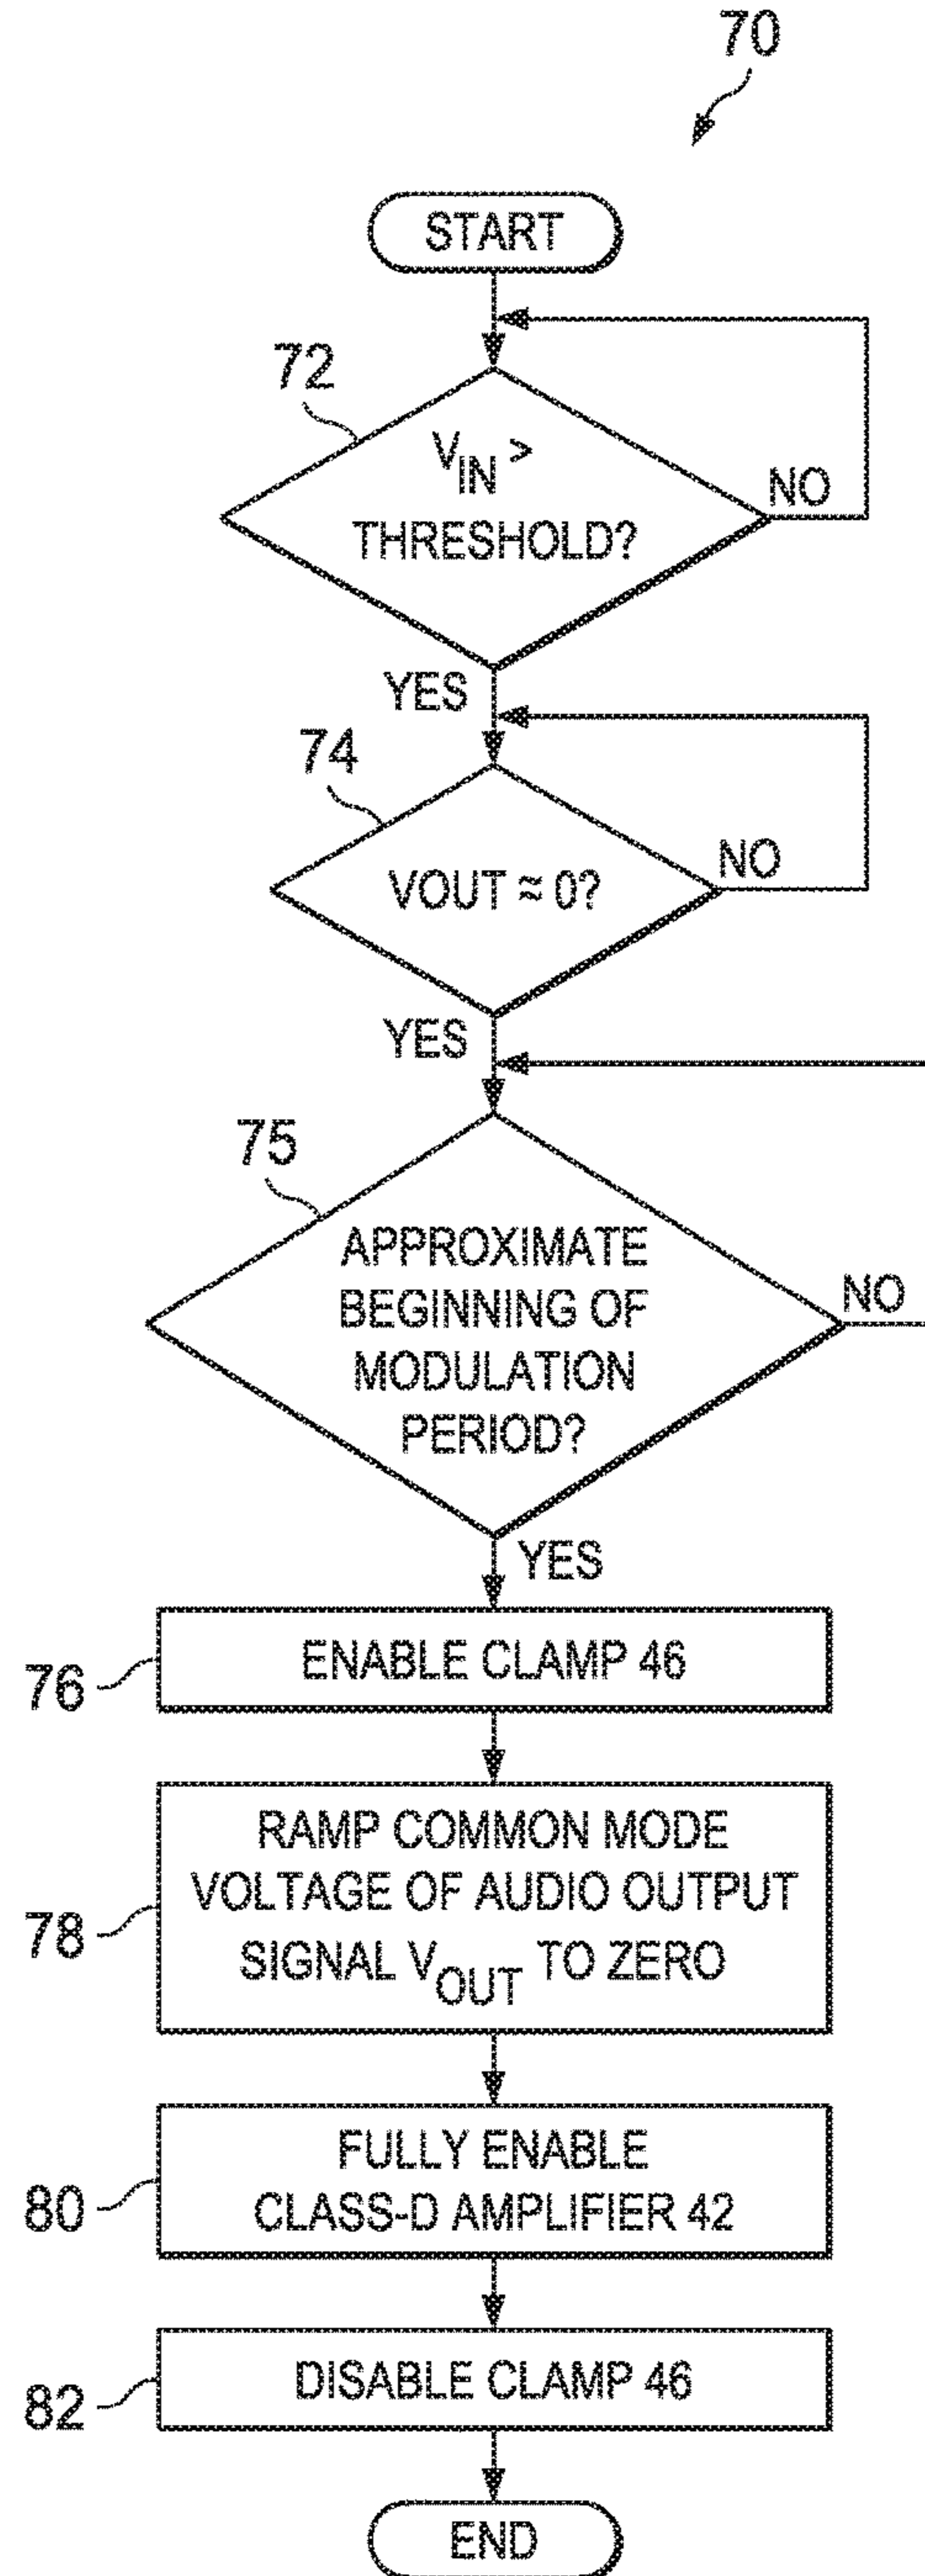 70
START
72
V_IN >
THRESHOLD?
NO
YES
74
VOUT ≈ 0?
NO
YES
75
APPROXIMATE
BEGINNING OF
MODULATION
PERIOD?
NO
YES
76
ENABLE CLAMP 46
78
RAMP COMMON MODE
VOLTAGE OF AUDIO OUTPUT
SIGNAL V_OUT TO ZERO
80
FULLY ENABLE
CLASS-D AMPLIFIER 42
82
DISABLE CLAMP 46
END